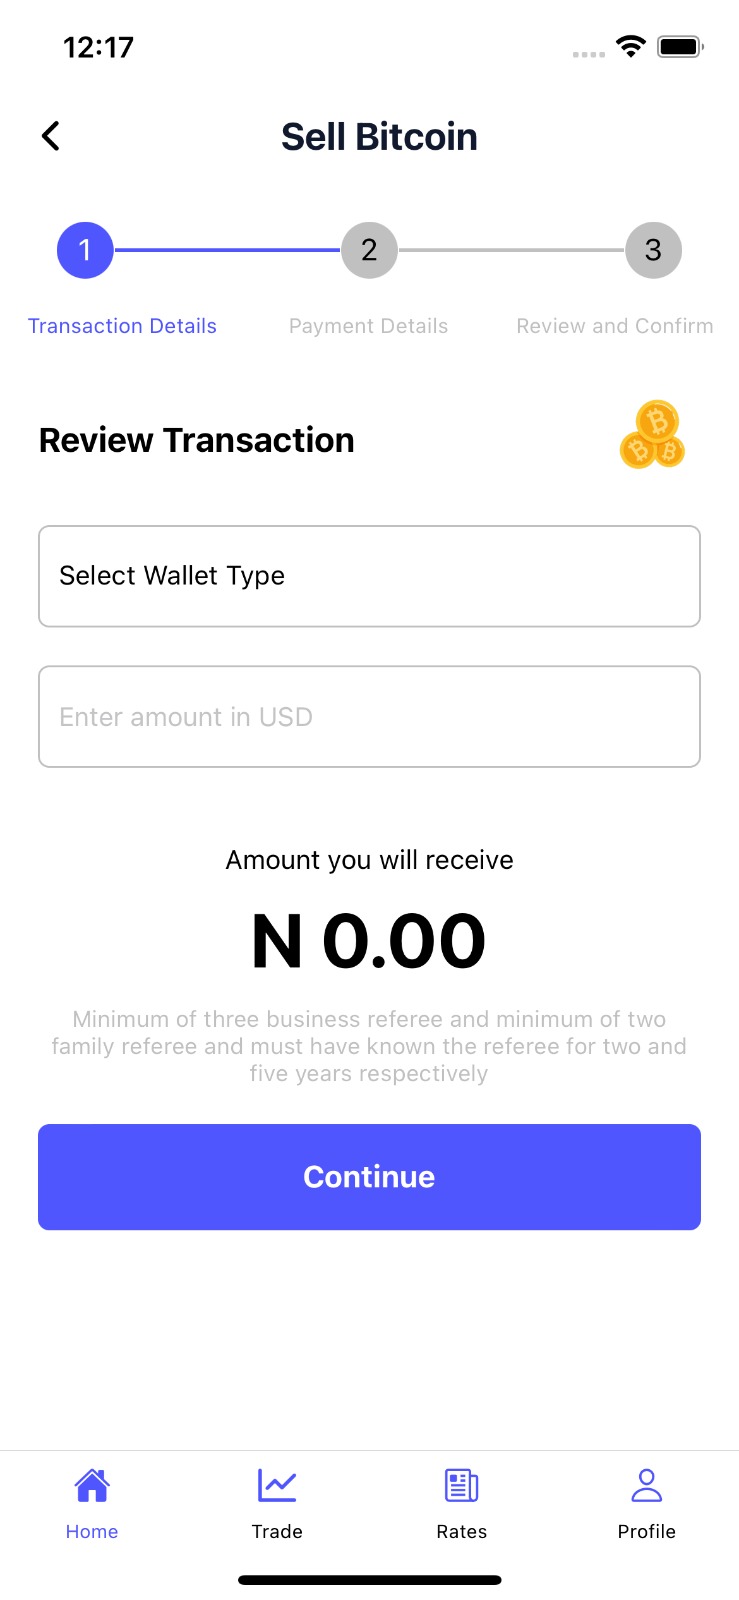 12:17
Sell Bitcoin
1 2 3
Transaction Details Payment Details Review and Confirm
Review Transaction
Select Wallet Type
Enter amount in USD
Amount you will receive
N 0.00
Minimum of three business referee and minimum of two
family referee and must have known the referee for two and
five years respectively
Continue
Home Trade Rates Profile